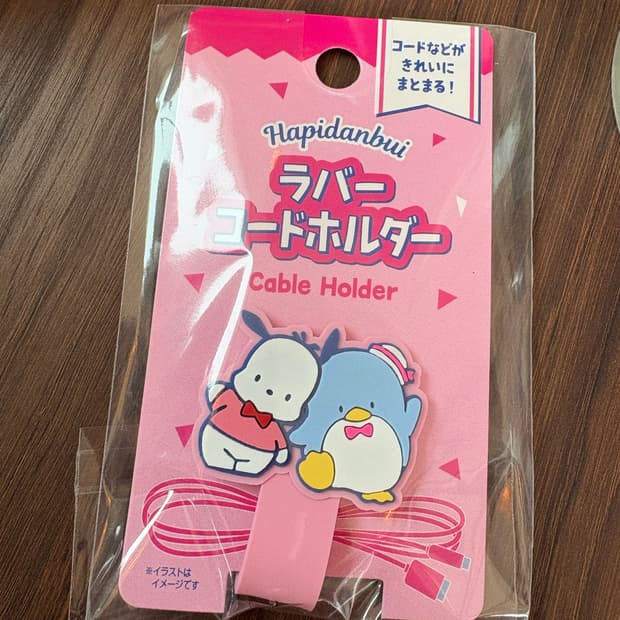 コードなどが
きれいに
まとまる!
Hapidanbui
ラバー
コードホルダー
Cable Holder
※イラストは
イメージです